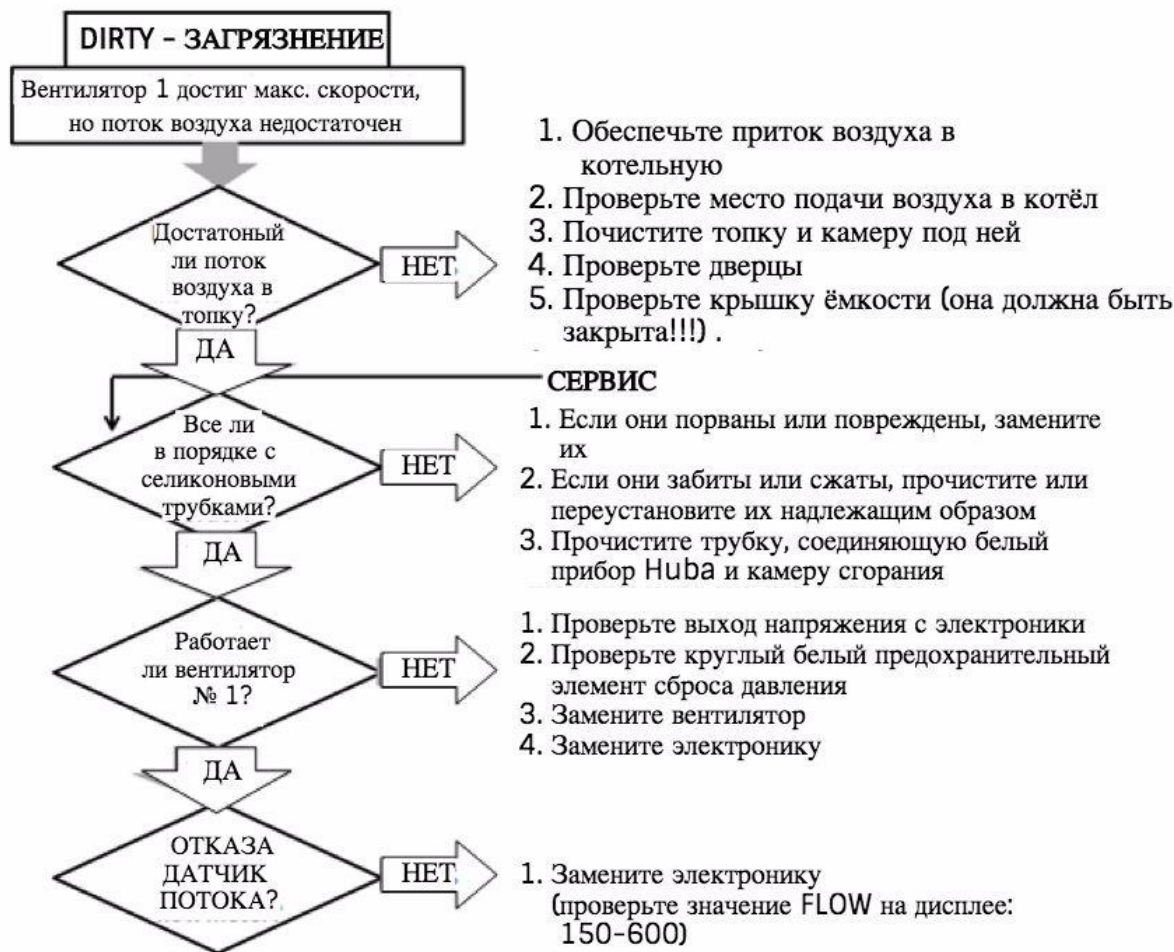 DIRTY - ЗАГРЯЗНЕНИЕ
Вентилятор 1 достиг макс. скорости,
но поток воздуха недостаточен
Достатоный
ли поток
воздуха в
топку?
НЕТ
1. Обеспечьте приток воздуха в
котельную
2. Проверьте место подачи воздуха в котёл
3. Почистите топку и камеру под ней
4. Проверьте дверцы
5. Проверьте крышку ёмкости (она должна быть
закрыта!!!) .
ДА
СЕРВИС
Все ли
в порядке с
селиконовыми
трубками?
НЕТ
1. Если они порваны или повреждены, замените
их
2. Если они забиты или сжаты, прочистите или
переустановите их надлежащим образом
3. Прочистите трубку, соединяющую белый
прибор Huba и камеру сгорания
ДА
Работает
ли вентилятор
№ 1?
НЕТ
1. Проверьте выход напряжения с электроники
2. Проверьте круглый белый предохранительный
элемент сброса давления
3. Замените вентилятор
4. Замените электронику
ДА
ОТКАЗА
ДАТЧИК
ПОТОКА?
НЕТ
1. Замените электронику
(проверьте значение FLOW на дисплее:
150-600)